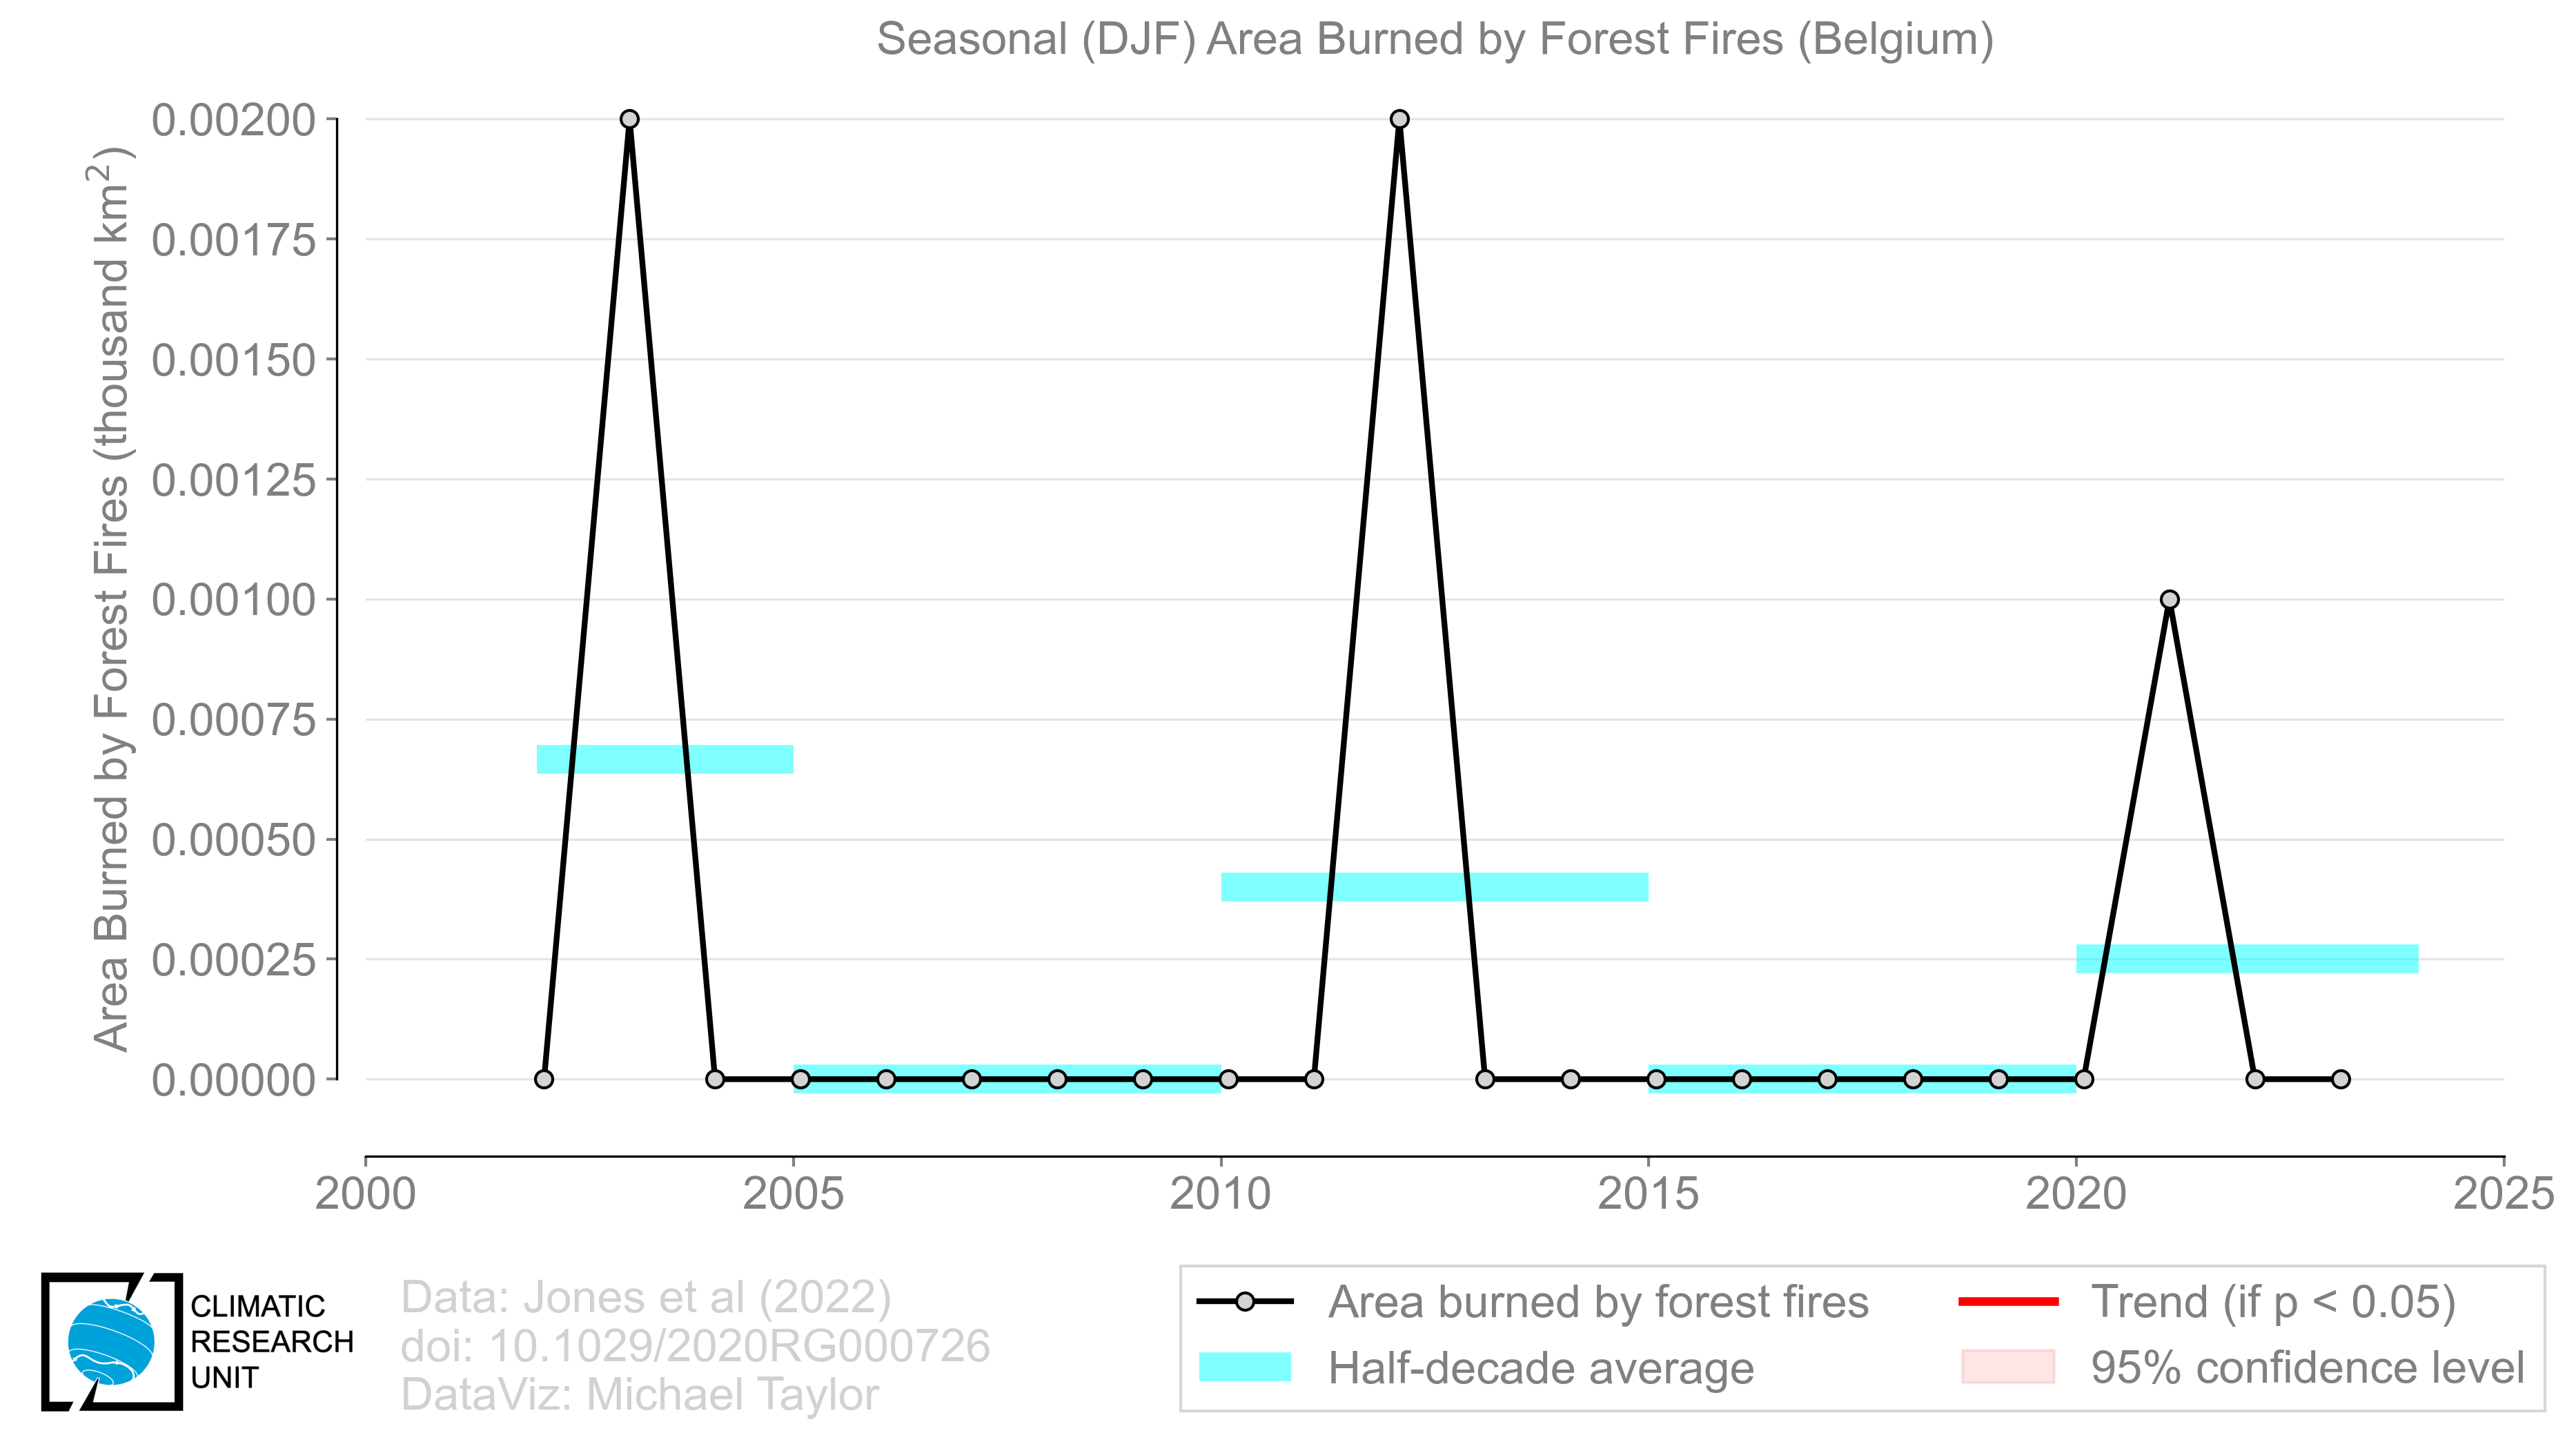 Seasonal (DJF) Area Burned by Forest Fires (Belgium)
Area Burned by Forest Fires (thousand km²)
0.00200
0.00175
0.00150
0.00125
0.00100
0.00075
0.00050
0.00025
0.00000
2000
2005
2010
2015
2020
2025
CLIMATIC
RESEARCH
UNIT
Data: Jones et al (2022)
doi: 10.1029/2020RG000726
DataViz: Michael Taylor
Area burned by forest fires
Half-decade average
Trend (if p < 0.05)
95% confidence level